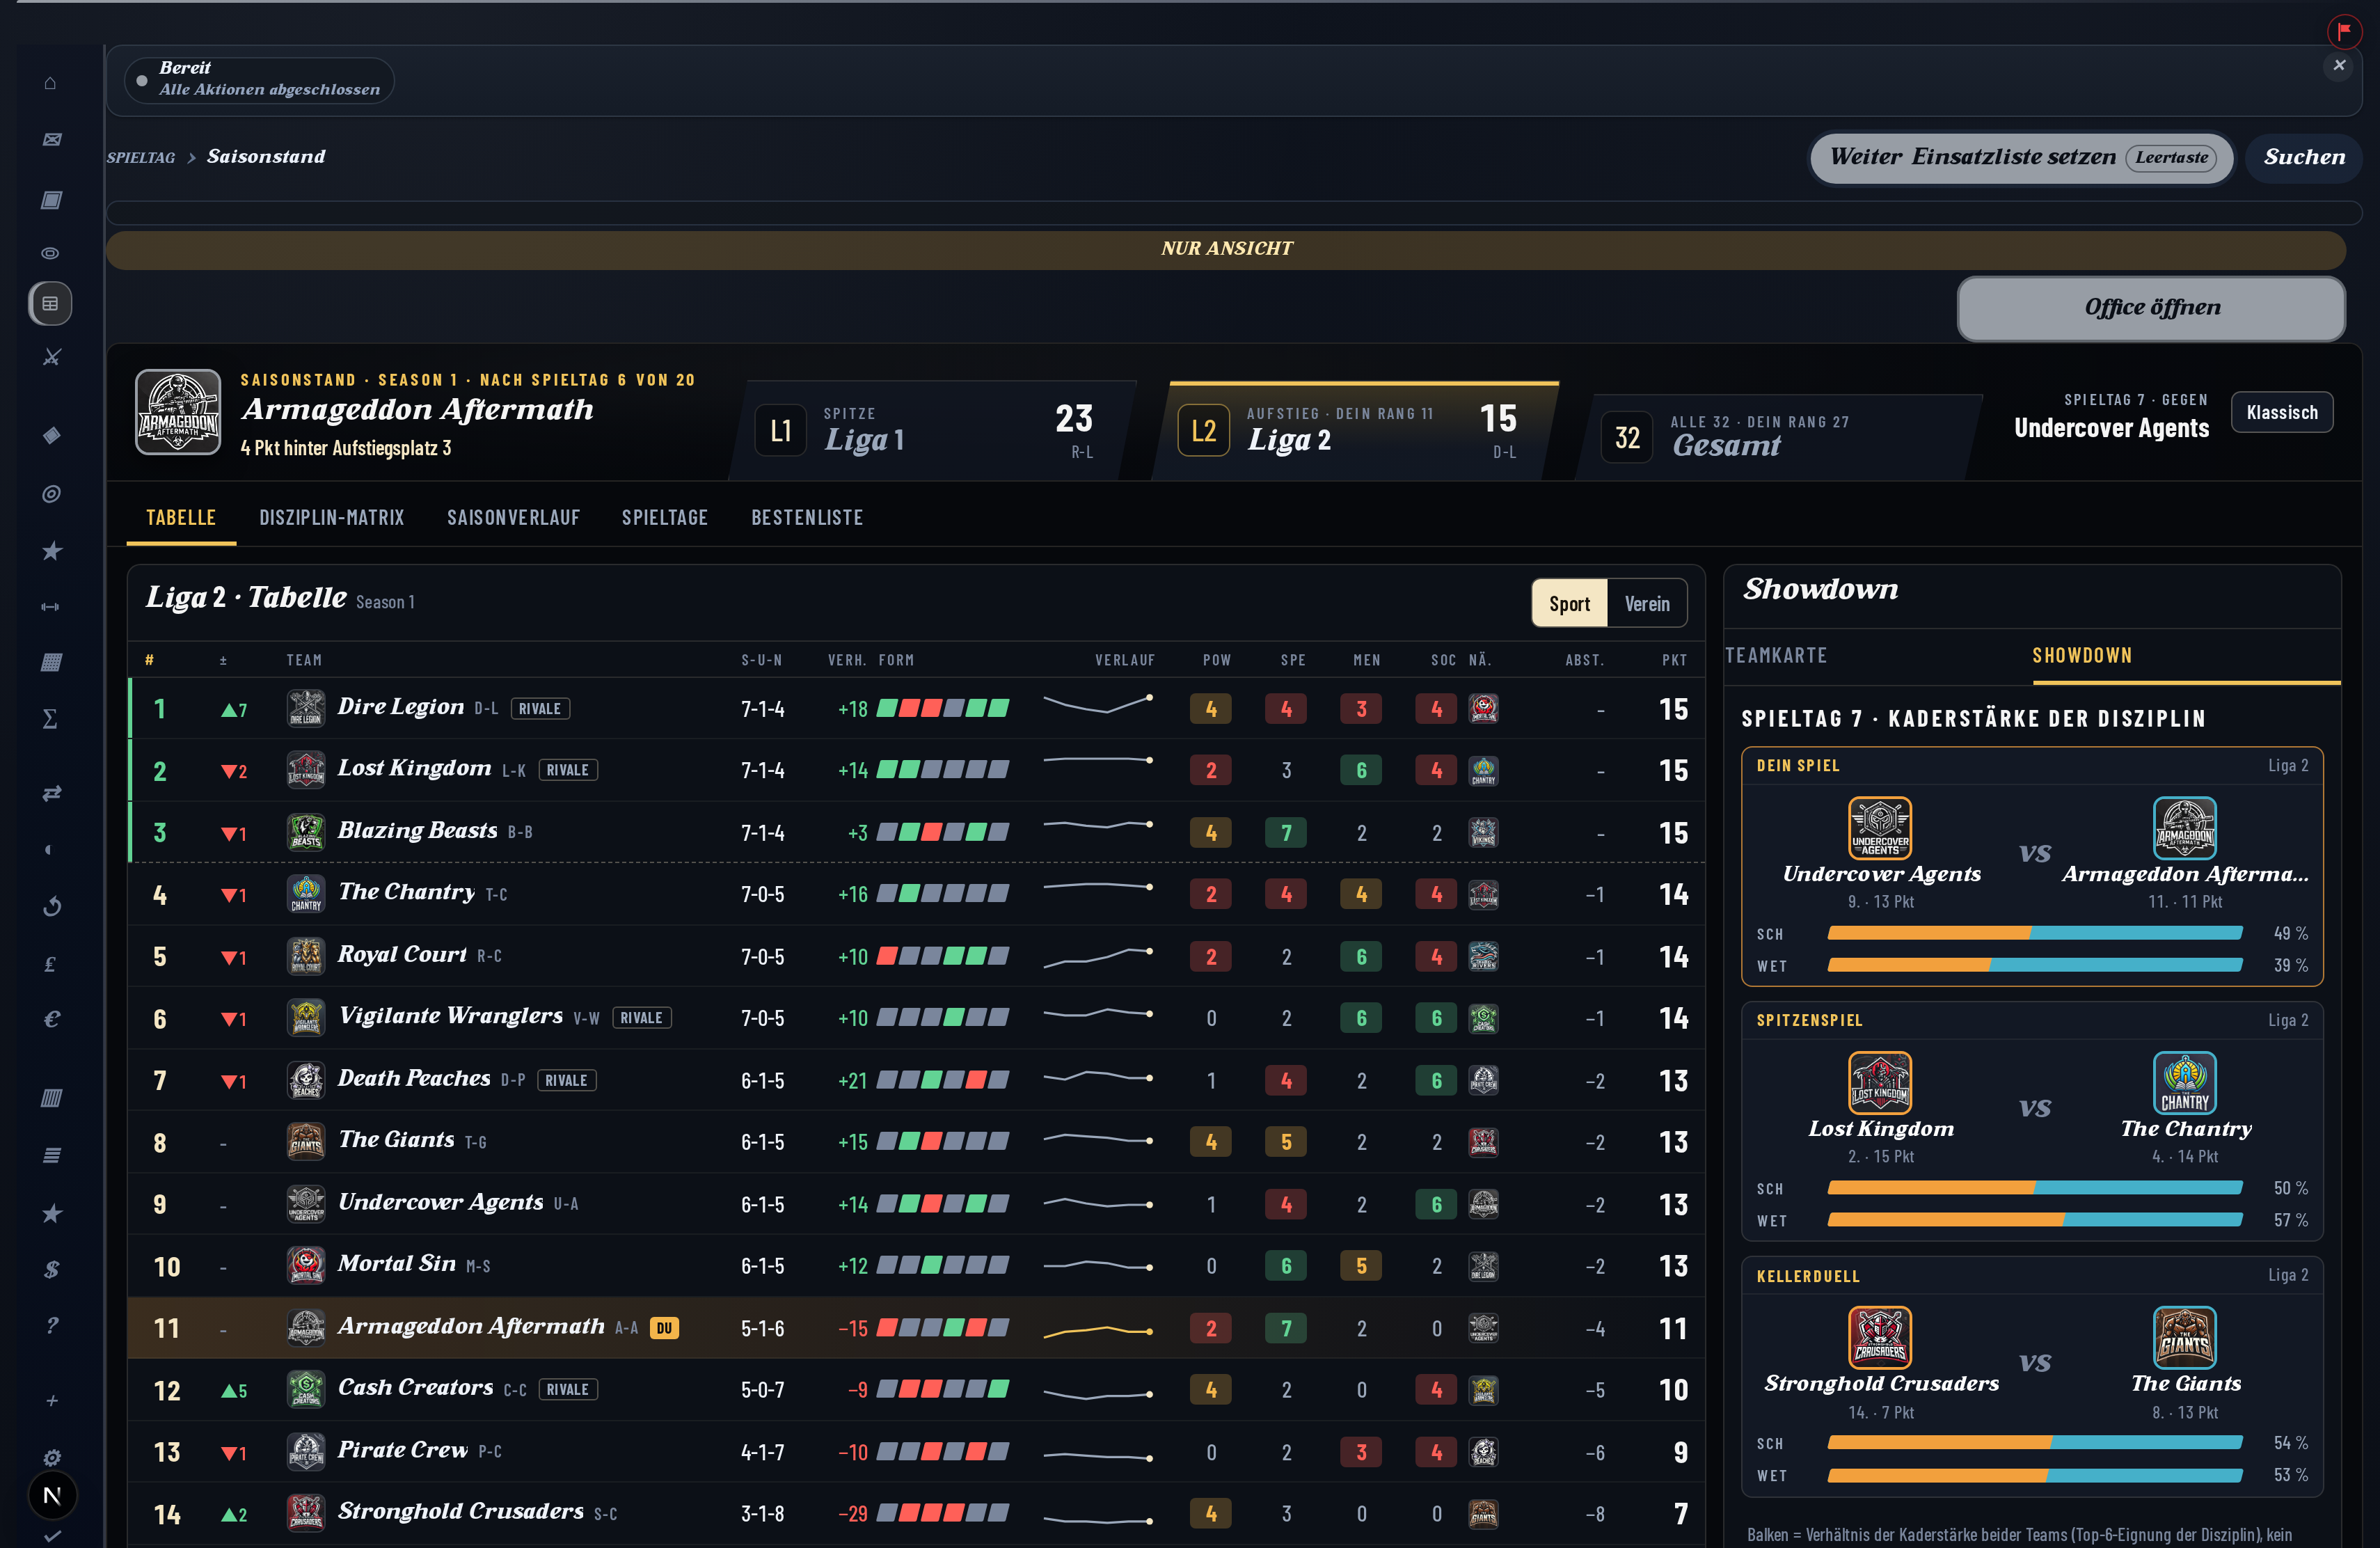 Bereit
Alle Aktionen abgeschlossen
SPIELTAG > Saisonstand
Weiter Einsatzliste setzen Leertaste Suchen
NUR ANSICHT
Office öffnen
SAISONSTAND · SEASON 1 · NACH SPIELTAG 6 VON 20
Armageddon Aftermath
4 Pkt hinter Aufstiegsplatz 3
L1 SPITZE Liga 1 23 R-L
L2 AUFSTIEG · DEIN RANG 11 Liga 2 15 D-L
32 ALLE 32 · DEIN RANG 27 Gesamt
SPIELTAG 7 · GEGEN
Undercover Agents
Klassisch
TABELLE DISZIPLIN-MATRIX SAISONVERLAUF SPIELTAGE BESTENLISTE
Liga 2 · Tabelle Season 1 Sport Verein
# ± TEAM S-U-N VERH. FORM VERLAUF POW SPE MEN SOC NÄ. ABST. PKT
1 ▲7 Dire Legion D-L RIVALE 7-1-4 +18 4 4 3 4 - 15
2 ▼2 Lost Kingdom L-K RIVALE 7-1-4 +14 2 3 6 4 - 15
3 ▼1 Blazing Beasts B-B 7-1-4 +3 4 7 2 2 - 15
4 ▼1 The Chantry T-C 7-0-5 +16 2 4 4 4 −1 14
5 ▼1 Royal Court R-C 7-0-5 +10 2 2 6 4 −1 14
6 ▼1 Vigilante Wranglers V-W RIVALE 7-0-5 +10 0 2 6 6 −1 14
7 ▼1 Death Peaches D-P RIVALE 6-1-5 +21 1 4 2 6 −2 13
8 - The Giants T-G 6-1-5 +15 4 5 2 2 −2 13
9 - Undercover Agents U-A 6-1-5 +14 1 4 2 6 −2 13
10 - Mortal Sin M-S 6-1-5 +12 0 6 5 2 −2 13
11 - Armageddon Aftermath A-A DU 5-1-6 −15 2 7 2 0 −4 11
12 ▲5 Cash Creators C-C RIVALE 5-0-7 −9 4 2 0 4 −5 10
13 ▼1 Pirate Crew P-C 4-1-7 −10 0 2 3 4 −6 9
14 ▲2 Stronghold Crusaders S-C 3-1-8 −29 4 3 0 0 −8 7
Showdown
TEAMKARTE SHOWDOWN
SPIELTAG 7 · KADERSTÄRKE DER DISZIPLIN
DEIN SPIEL Liga 2
UNDERCOVER AGENTS
ARMAGEDDON AFTERMATH
Undercover Agents vs Armageddon Afterma...
9. · 13 Pkt 11. · 11 Pkt
SCH 49 %
WET 39 %
SPITZENSPIEL Liga 2
LOST KINGDOM
CHANTRY
Lost Kingdom vs The Chantry
2. · 15 Pkt 4. · 14 Pkt
SCH 50 %
WET 57 %
KELLERDUELL Liga 2
CRUSADERS
THE GIANTS
Stronghold Crusaders vs The Giants
14. · 7 Pkt 8. · 13 Pkt
SCH 54 %
WET 53 %
Balken = Verhältnis der Kaderstärke beider Teams (Top-6-Eignung der Disziplin), kein